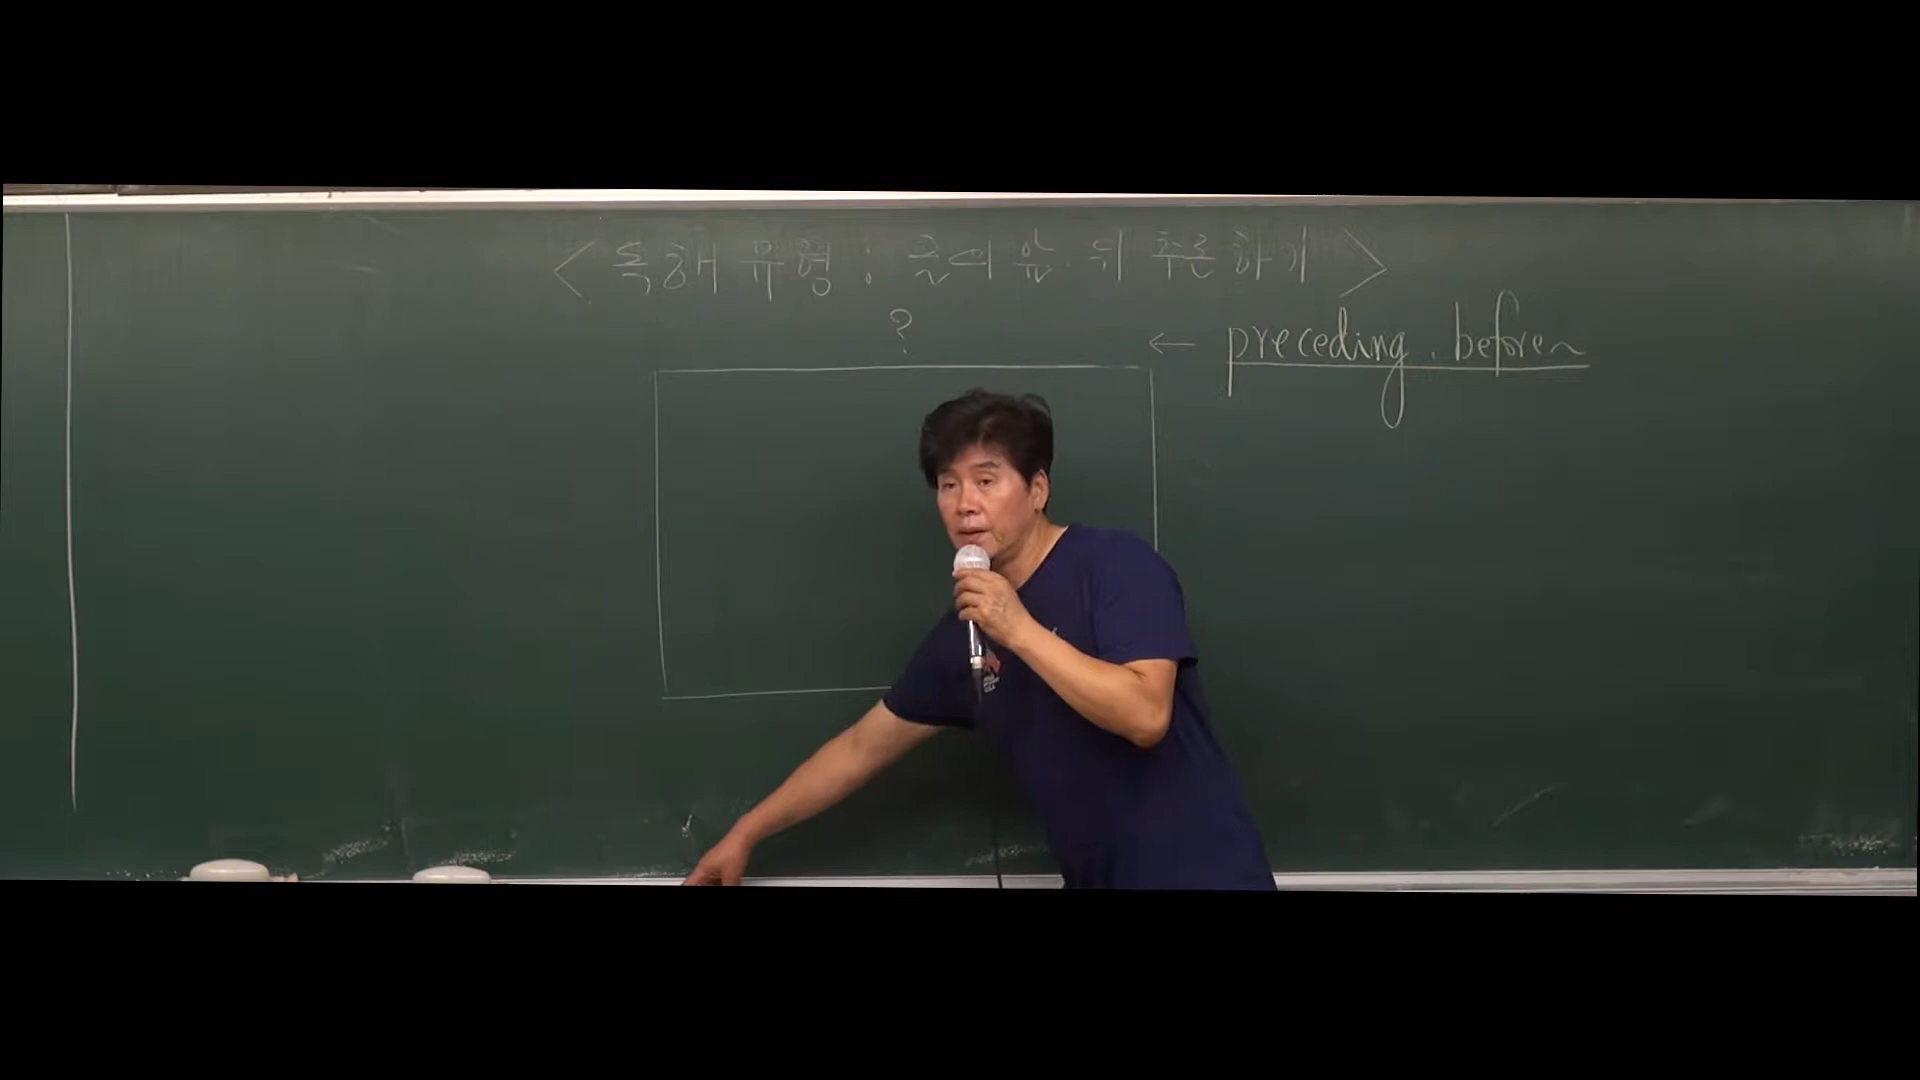 < 독해 유형 : 글의 앞·뒤 추론하기 >
?
← preceding. before~